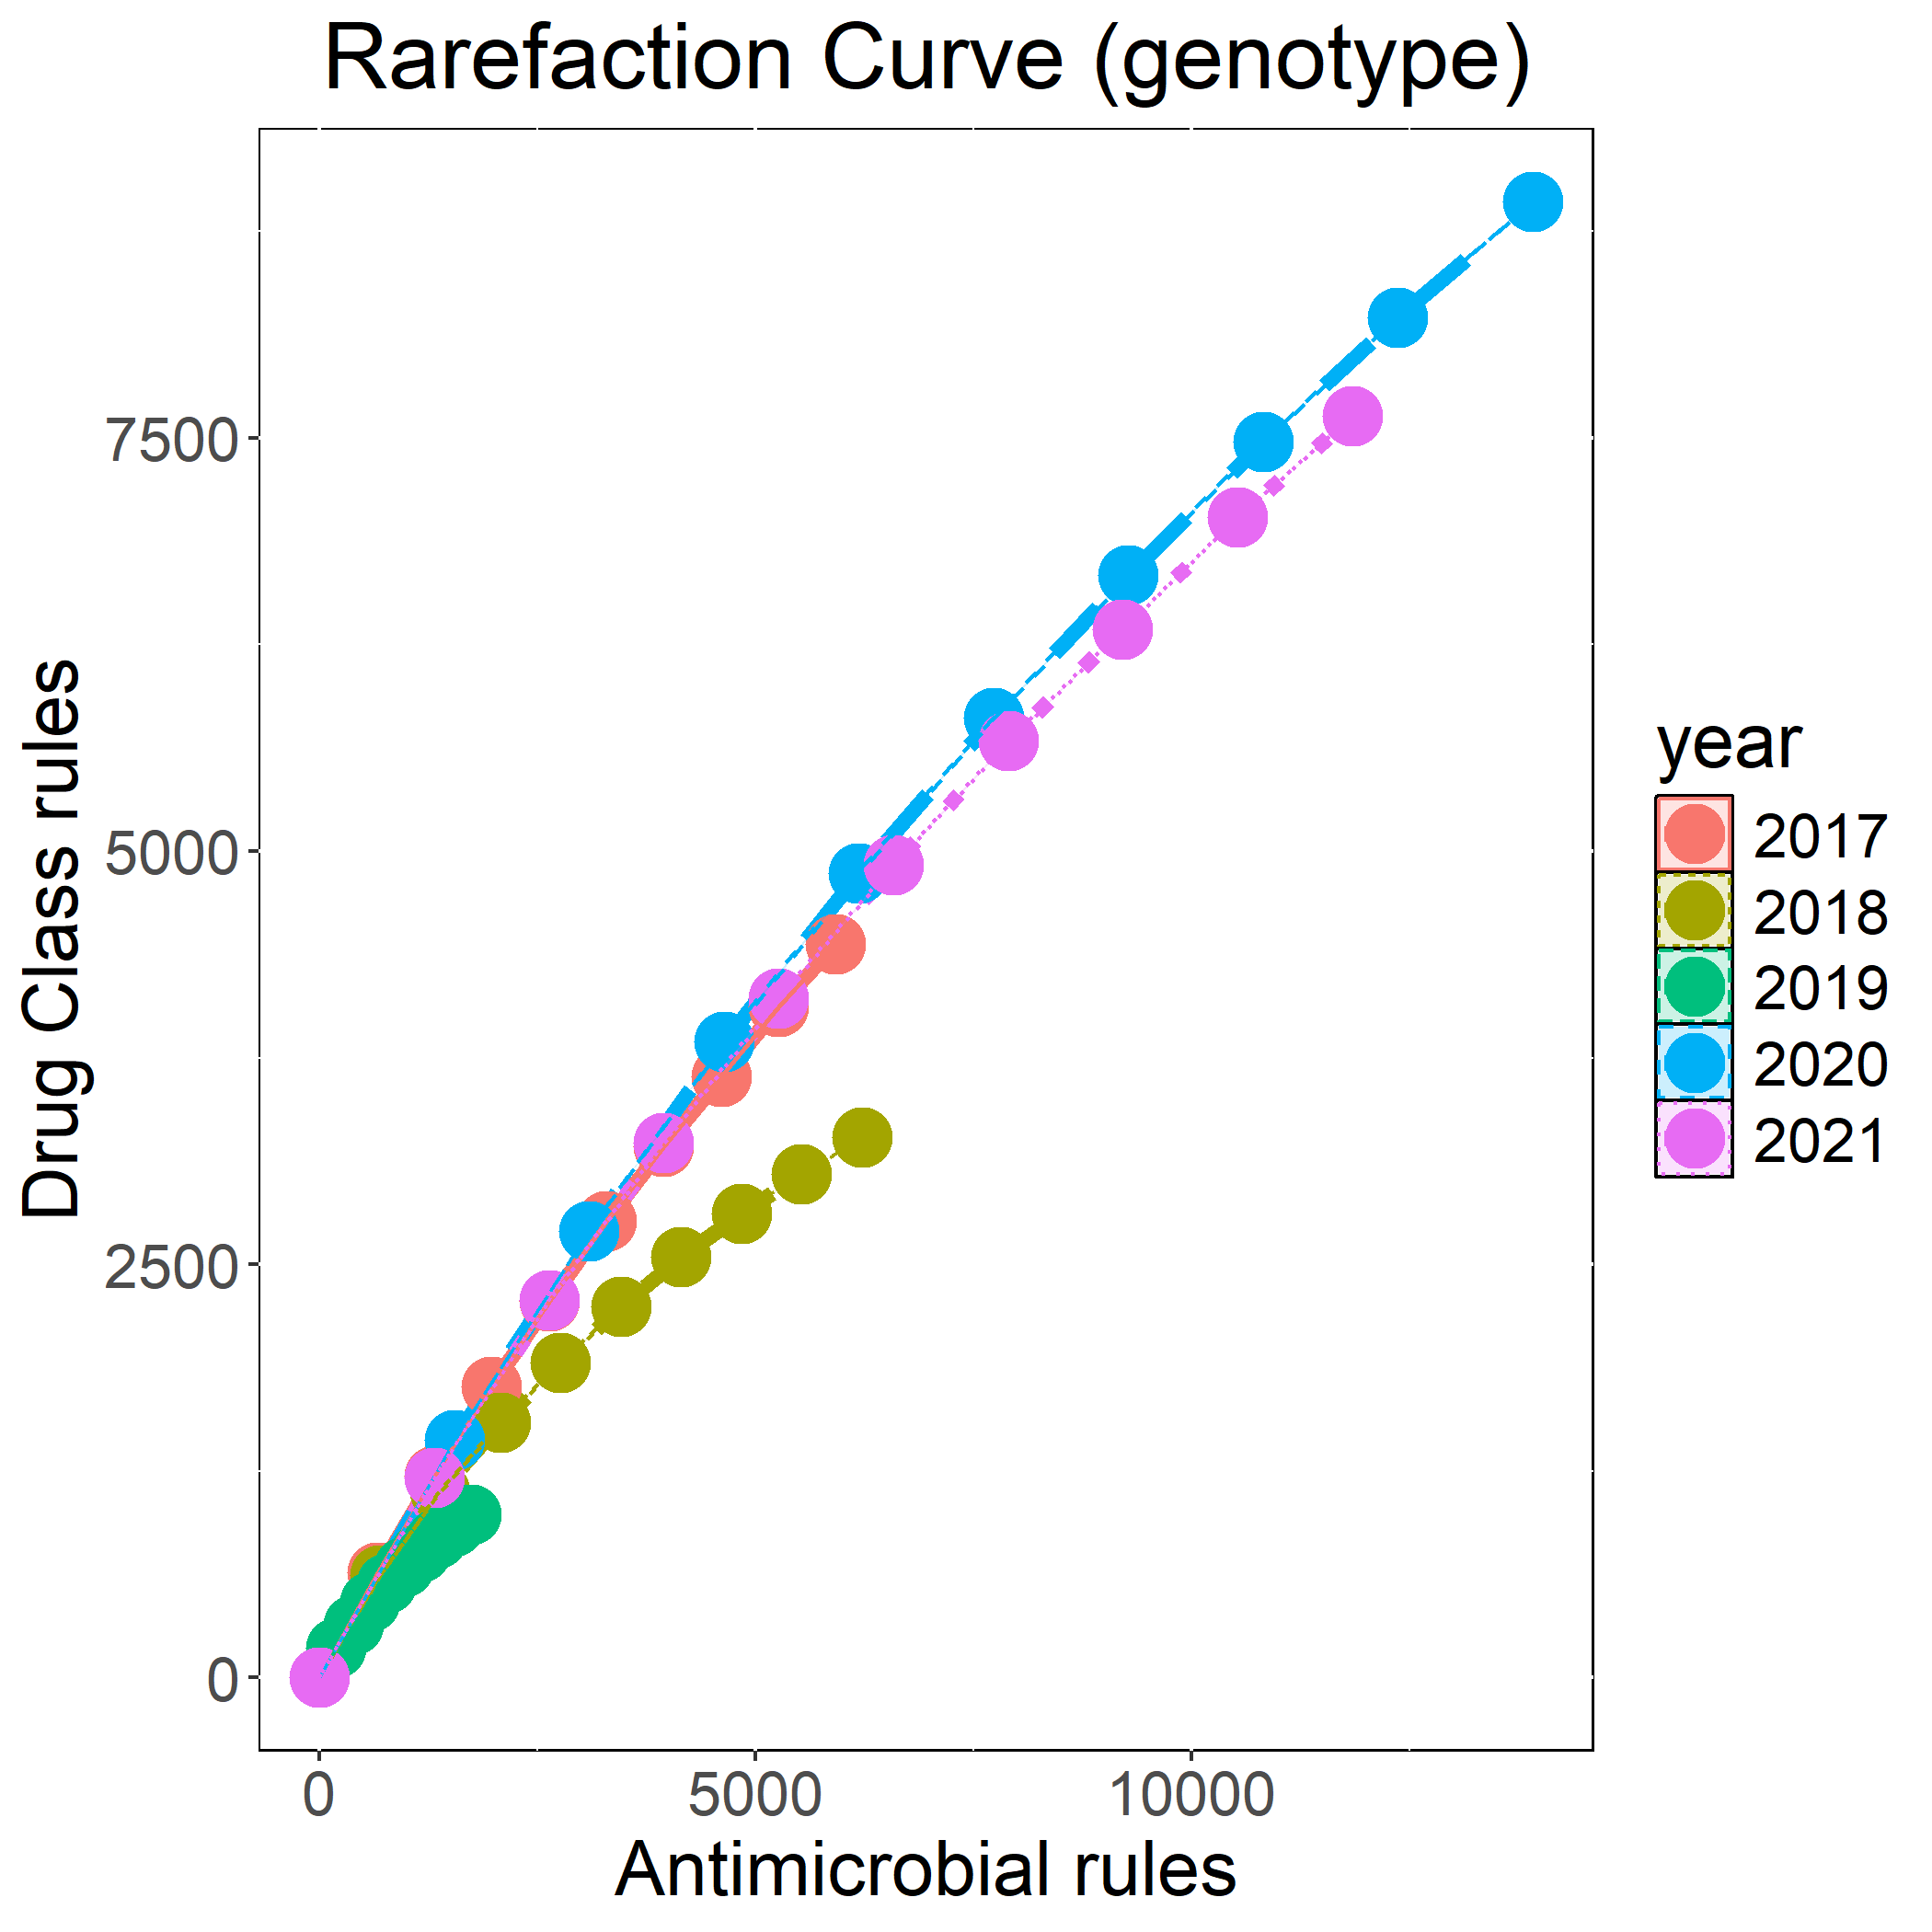 Rarefaction Curve (genotype)
7500
5000
2500
0
Drug Class rules
0 5000 10000
Antimicrobial rules
year
2017
2018
2019
2020
2021